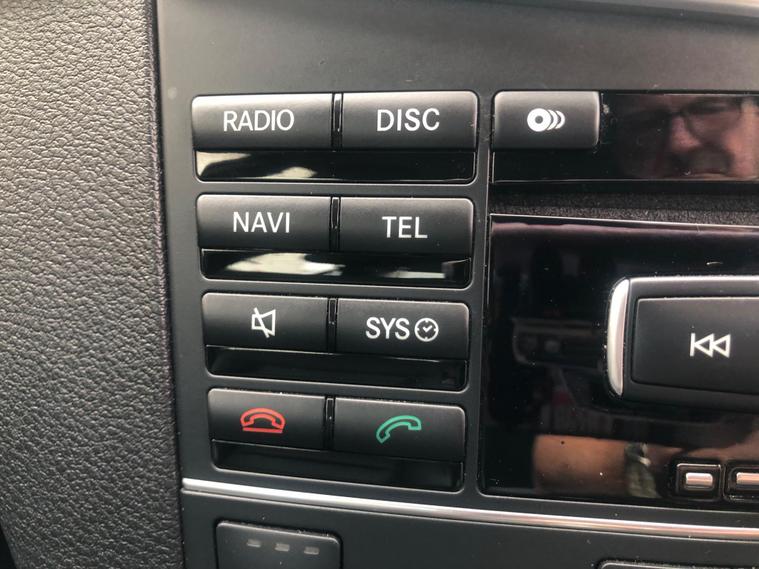 RADIO DISC
NAVI TEL
SYS